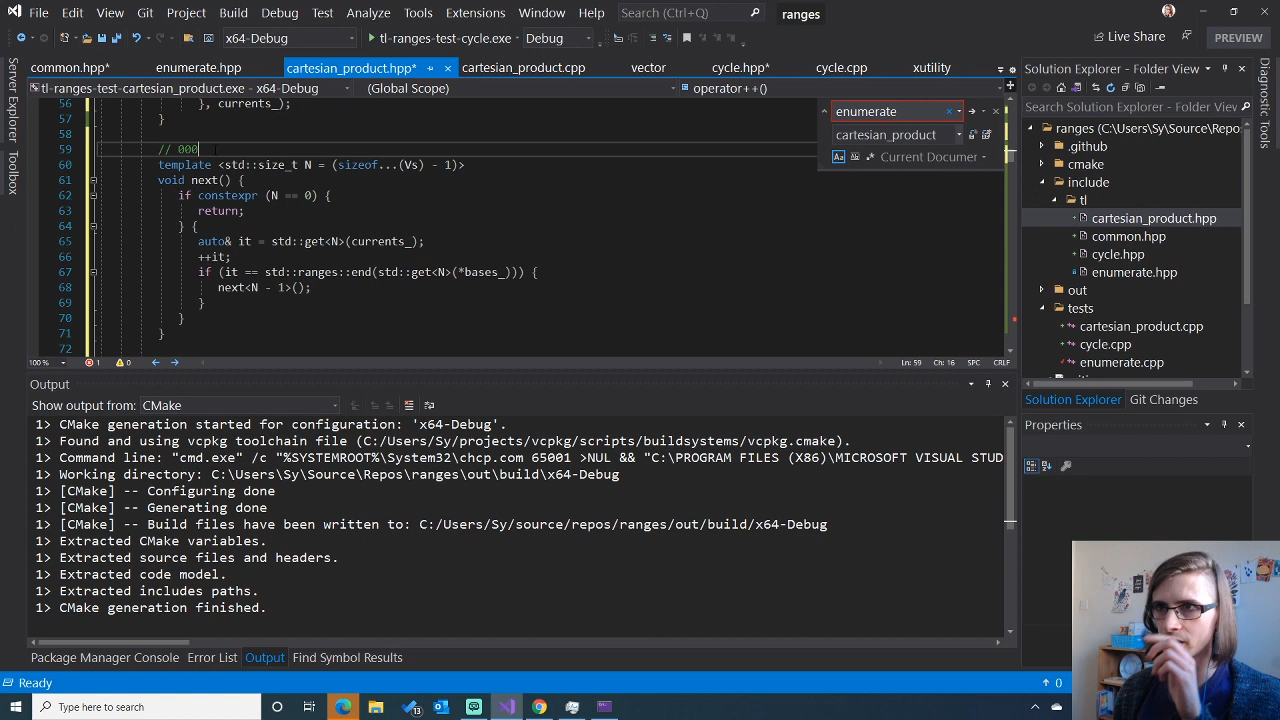 File Edit View Git Project Build Debug Test Analyze Tools Extensions Window Help Search (Ctrl+Q) ranges
x64-Debug tl-ranges-test-cycle.exe Debug Live Share PREVIEW
common.hpp* enumerate.hpp cartesian_product.hpp* cartesian_product.cpp vector cycle.hpp* cycle.cpp xutility
tl-ranges-test-cartesian_product.exe (x64-Debug (Global Scope) operator++()
enumerate
cartesian_product
Aa Current Documen
56 }, currents_);
57 }
58
59 // 000
60 template <std::size_t N = (sizeof...(Vs) - 1)>
61 void next() {
62 if constexpr (N == 0) {
63 return;
64 } {
65 auto& it = std::get<N>(currents_);
66 ++it;
67 if (it == std::ranges::end(std::get<N>(*bases_))) {
68 next<N - 1>();
69 }
70 }
71 }
72
100 % 1 0 Ln: 59 Ch: 16 SPC CRLF
Server Explorer
Toolbox
Output
Show output from: CMake
1> CMake generation started for configuration: 'x64-Debug'.
1> Found and using vcpkg toolchain file (C:/Users/Sy/projects/vcpkg/scripts/buildsystems/vcpkg.cmake).
1> Command line: "cmd.exe" /c "%SYSTEMROOT%\System32\chcp.com 65001 >NUL && "C:\PROGRAM FILES (X86)\MICROSOFT VISUAL STUD
1> Working directory: C:\Users\Sy\Source\Repos\ranges\out\build\x64-Debug
1> [CMake] -- Configuring done
1> [CMake] -- Generating done
1> [CMake] -- Build files have been written to: C:/Users/Sy/source/repos/ranges/out/build/x64-Debug
1> Extracted CMake variables.
1> Extracted source files and headers.
1> Extracted code model.
1> Extracted includes paths.
1> CMake generation finished.
Package Manager Console Error List Output Find Symbol Results
Solution Explorer - Folder View
Search Solution Explorer - Folder View
ranges (C:\Users\Sy\Source\Repo
.github
cmake
include
tl
cartesian_product.hpp
common.hpp
cycle.hpp
enumerate.hpp
out
tests
cartesian_product.cpp
cycle.cpp
enumerate.cpp
Solution Explorer Git Changes
Properties
Diagnostic Tools
Ready 0
Type here to search 13